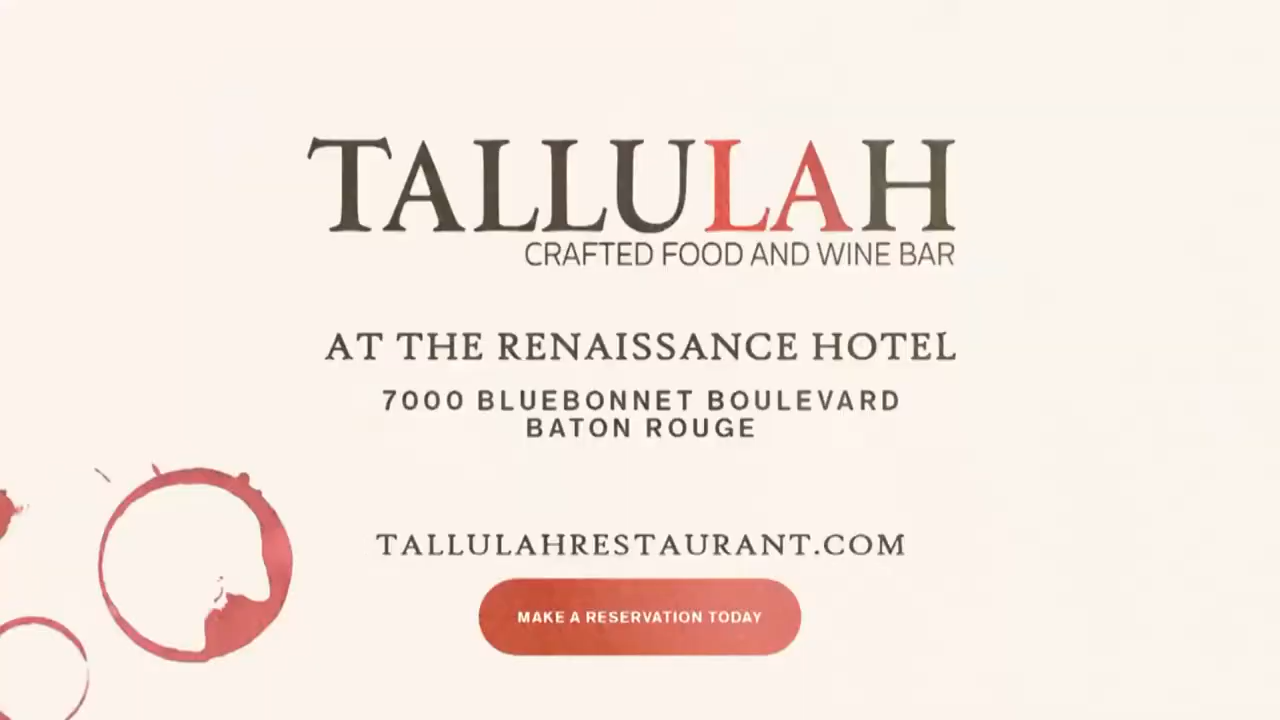 TALLULAH
CRAFTED FOOD AND WINE BAR
AT THE RENAISSANCE HOTEL
7000 BLUEBONNET BOULEVARD
BATON ROUGE
TALLULAHRESTAURANT.COM
MAKE A RESERVATION TODAY